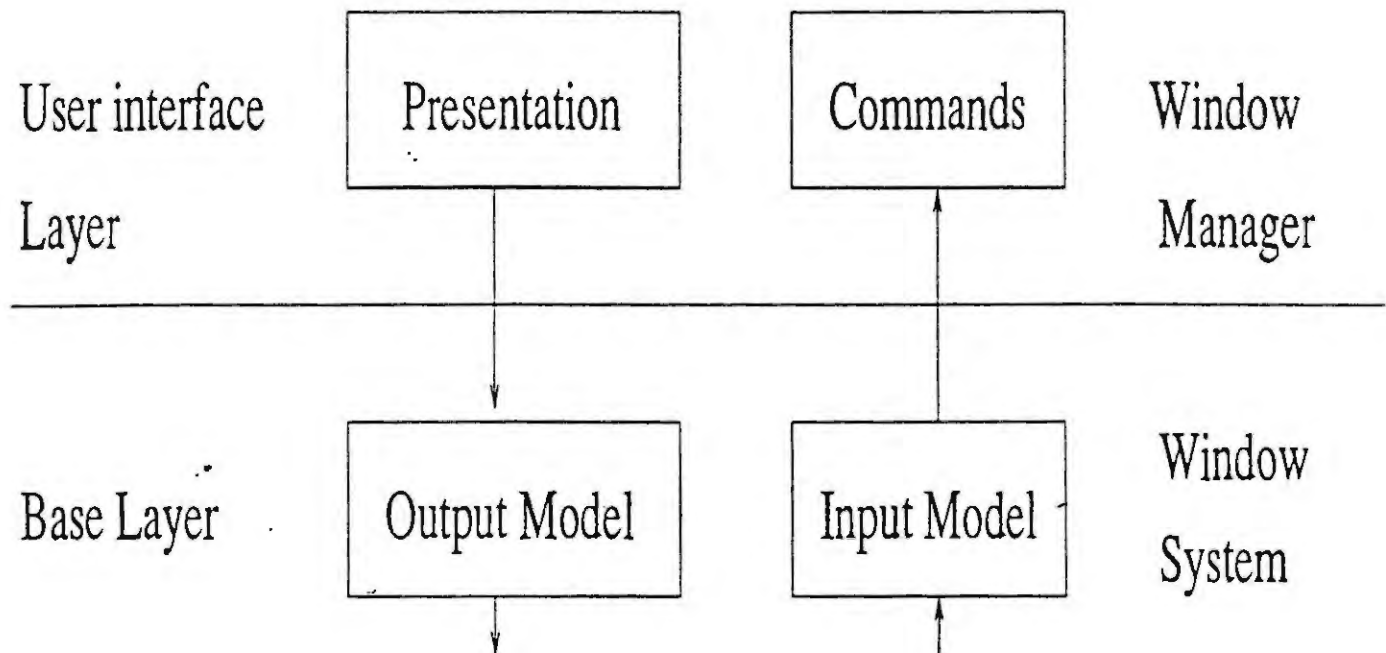 User interface
Layer
Presentation
Commands
Window
Manager
Base Layer
Output Model
Input Model
Window
System